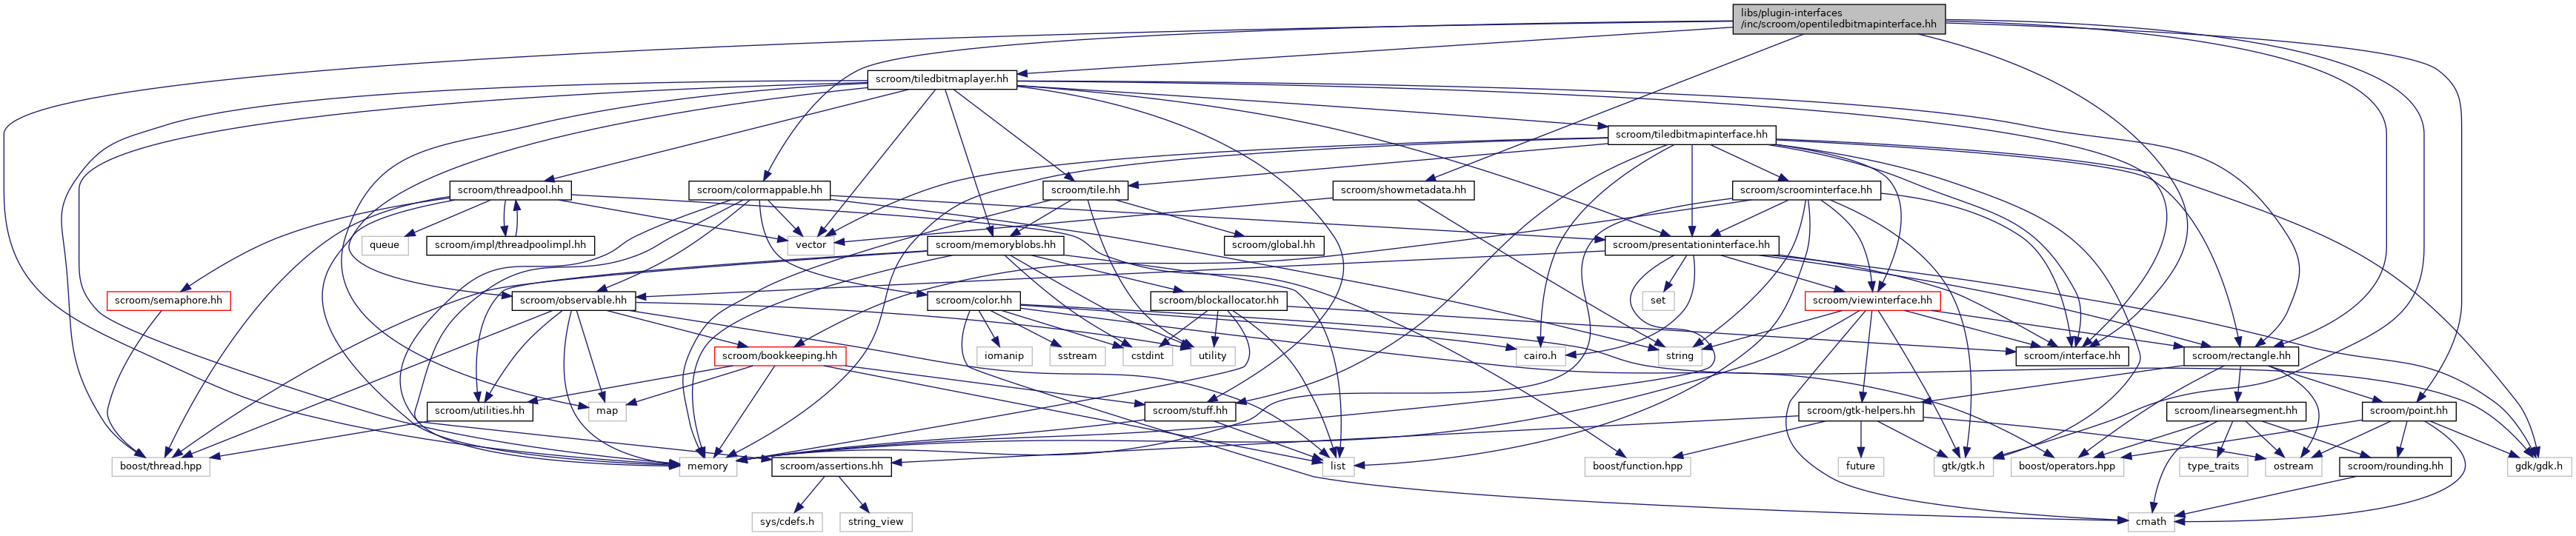 libs/plugin-interfaces
/inc/scroom/opentiledbitmapinterface.hh
scroom/tiledbitmaplayer.hh
scroom/tiledbitmapinterface.hh
scroom/threadpool.hh
scroom/colormappable.hh
scroom/tile.hh
scroom/showmetadata.hh
scroom/scroominterface.hh
queue
scroom/impl/threadpoolimpl.hh
vector
scroom/memoryblobs.hh
scroom/global.hh
scroom/presentationinterface.hh
scroom/semaphore.hh
scroom/observable.hh
scroom/color.hh
scroom/blockallocator.hh
set
scroom/viewinterface.hh
scroom/bookkeeping.hh
iomanip
sstream
cstdint
utility
cairo.h
string
scroom/interface.hh
scroom/rectangle.hh
scroom/utilities.hh
map
scroom/stuff.hh
scroom/gtk-helpers.hh
scroom/linearsegment.hh
scroom/point.hh
boost/thread.hpp
memory
scroom/assertions.hh
list
boost/function.hpp
future
gtk/gtk.h
boost/operators.hpp
type_traits
ostream
scroom/rounding.hh
gdk/gdk.h
sys/cdefs.h
string_view
cmath